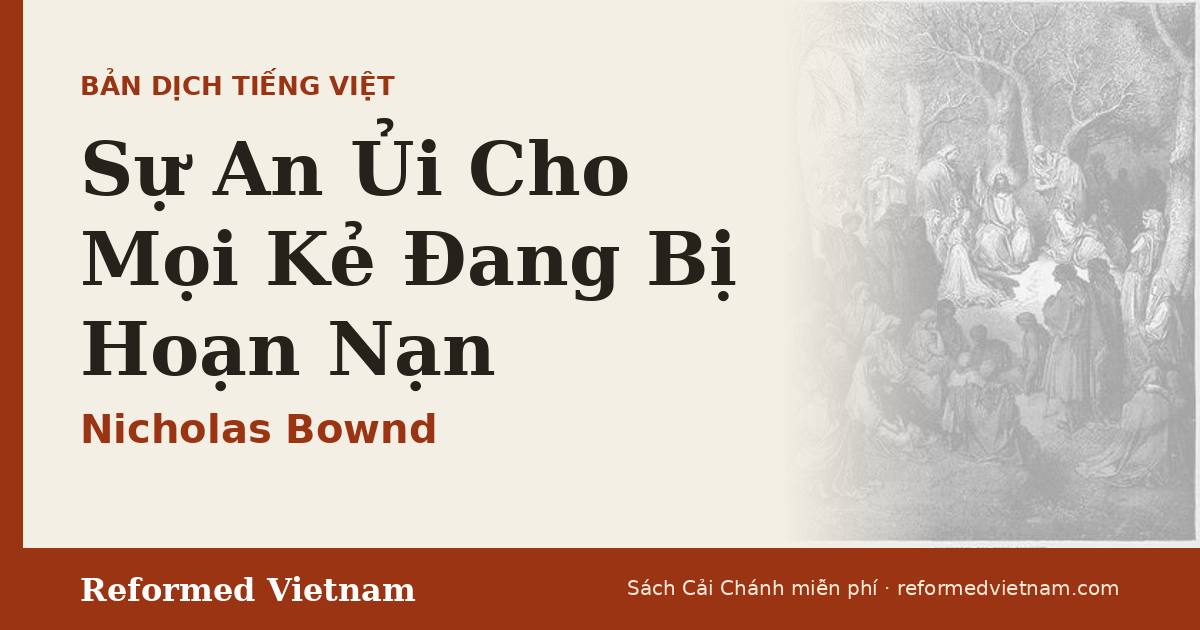 BẢN DỊCH TIẾNG VIỆT
Sự An Ủi Cho
Mọi Kẻ Đang Bị
Hoạn Nạn
Nicholas Bownd
Reformed Vietnam
Sách Cải Chánh miễn phí · reformedvietnam.com